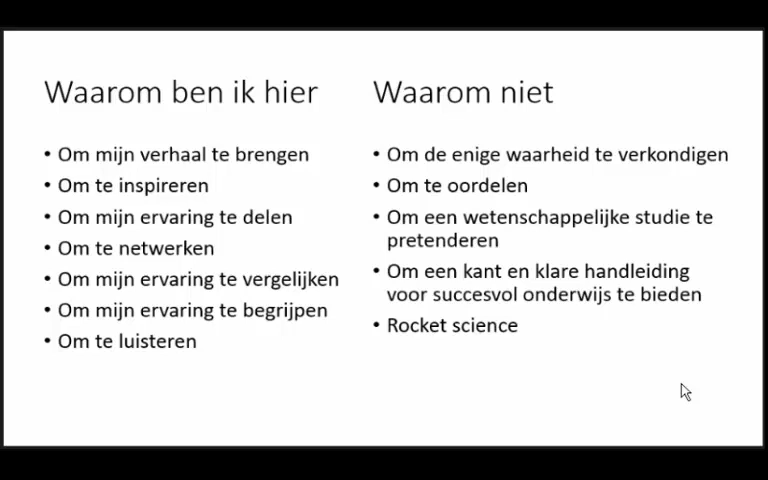 Waarom ben ik hier
• Om mijn verhaal te brengen
• Om te inspireren
• Om mijn ervaring te delen
• Om te netwerken
• Om mijn ervaring te vergelijken
• Om mijn ervaring te begrijpen
• Om te luisteren
Waarom niet
• Om de enige waarheid te verkondigen
• Om te oordelen
• Om een wetenschappelijke studie te
pretenderen
• Om een kant en klare handleiding
voor succesvol onderwijs te bieden
• Rocket science